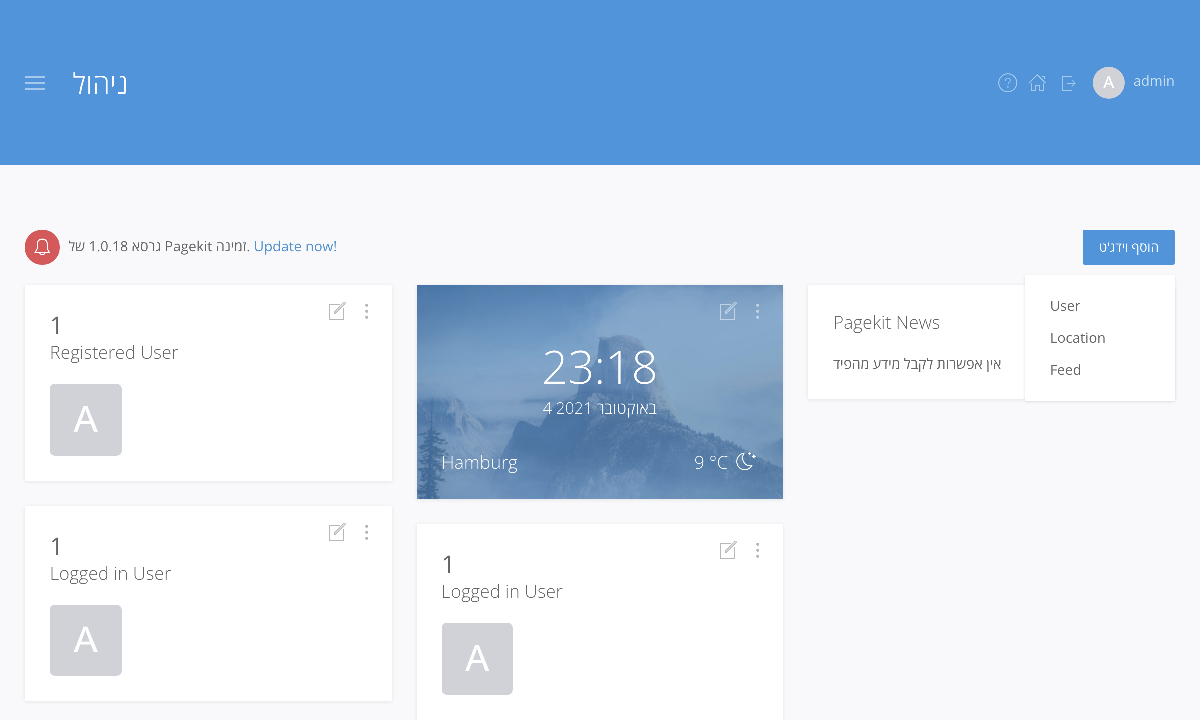 ניהול
A
admin
גרסא 1.0.18 של Pagekit זמינה. Update now!
הוסף וידג'ט
User
Location
Feed
1
Registered User
A
1
Logged in User
A
23:18
4 באוקטובר 2021
Hamburg
9 °C
1
Logged in User
A
Pagekit News
אין אפשרות לקבל מידע מהפיד